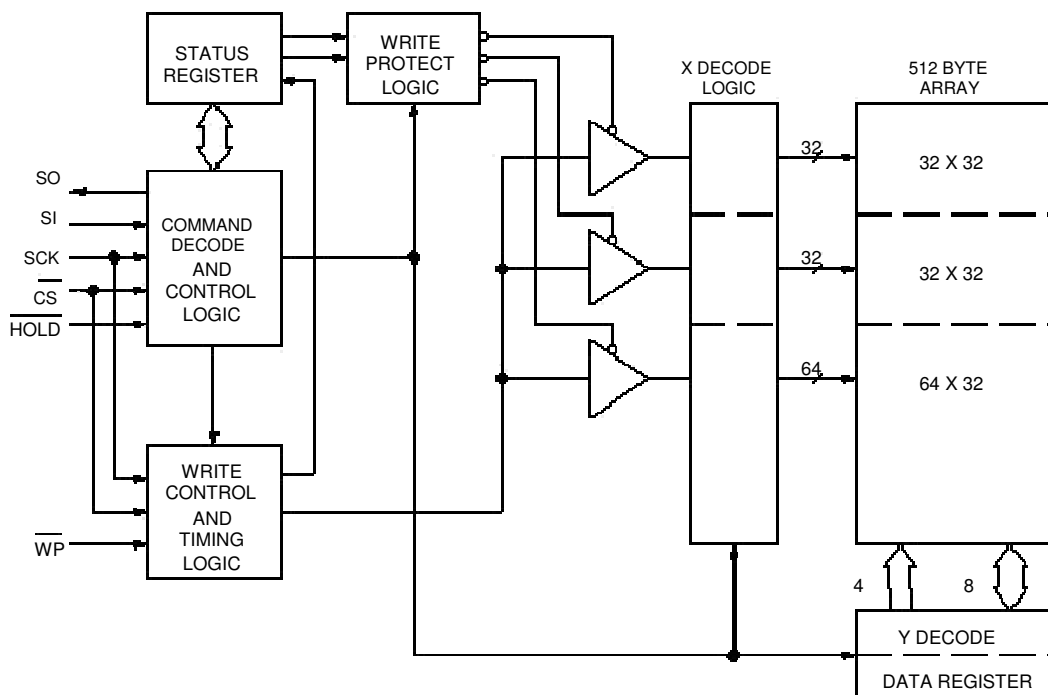 STATUS
REGISTER
WRITE
PROTECT
LOGIC
X DECODE
LOGIC
512 BYTE
ARRAY
SO
SI
SCK
CS
HOLD
COMMAND
DECODE
AND
CONTROL
LOGIC
32
32 X 32
32
32 X 32
64
64 X 32
WRITE
CONTROL
AND
TIMING
LOGIC
WP
4
8
Y DECODE
DATA REGISTER